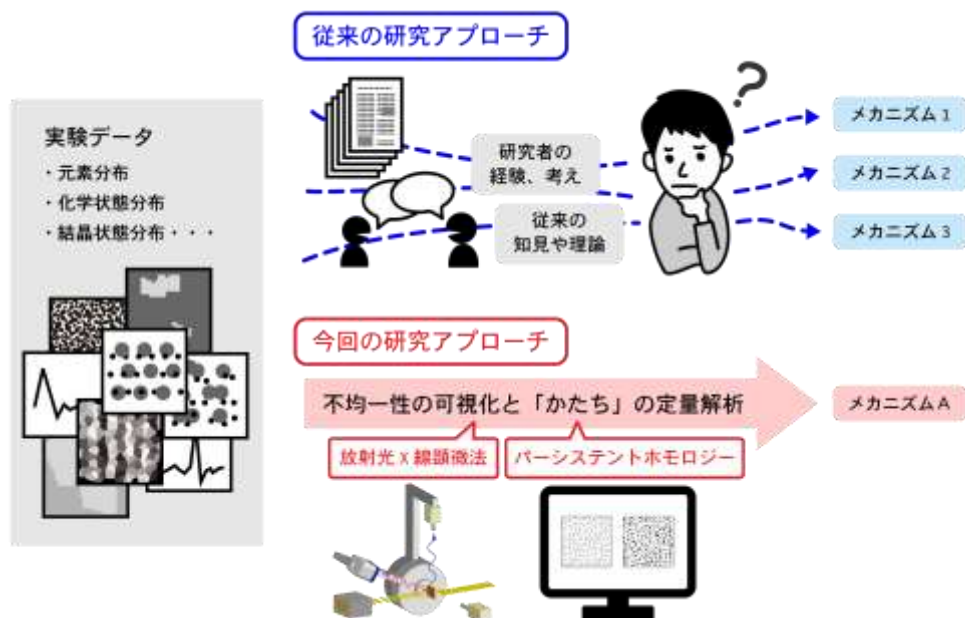 従来の研究アプローチ
実験データ
・元素分布
・化学状態分布
・結晶状態分布・・・
研究者の
経験、考え
従来の
知見や理論
?
メカニズム 1
メカニズム 2
メカニズム 3
今回の研究アプローチ
不均一性の可視化と「かたち」の定量解析
メカニズム A
放射光 X 線顕微法
パーシステントホモロジー